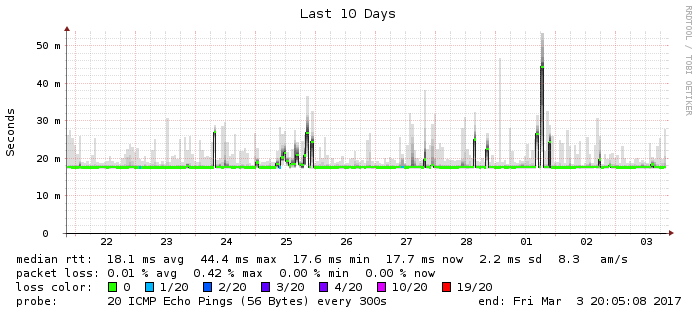 Last 10 Days
RRDTOOL / TOBI OETIKER
Seconds
50 m
40 m
30 m
20 m
10 m
0
22 23 24 25 26 27 28 01 02 03
median rtt: 18.1 ms avg 44.4 ms max 17.6 ms min 17.7 ms now 2.2 ms sd 8.3 am/s
packet loss: 0.01 % avg 0.42 % max 0.00 % min 0.00 % now
loss color: 0 1/20 2/20 3/20 4/20 10/20 19/20
probe: 20 ICMP Echo Pings (56 Bytes) every 300s end: Fri Mar 3 20:05:08 2017